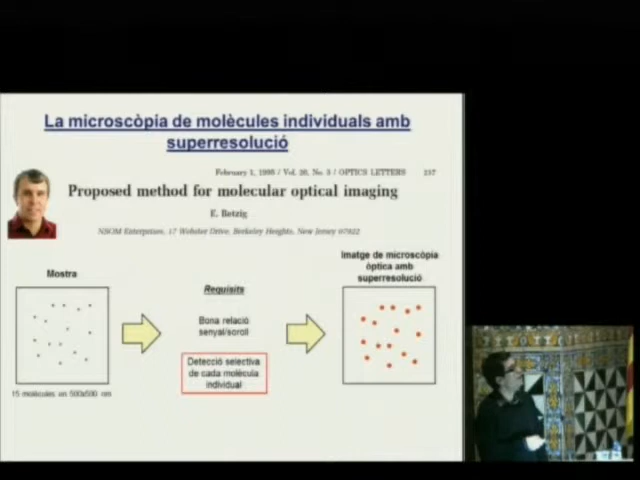 La microscòpia de molècules individuals amb
superresolució
February 1, 1995 / Vol. 20, No. 3 / OPTICS LETTERS 237
Proposed method for molecular optical imaging
E. Betzig
NSOM Enterprises, 17 Webster Drive, Berkeley Heights, New Jersey 07922
Mostra
Requisits
Imatge de microscòpia
òptica amb
superresolució
Bona relació
senyal/soroll
Detecció selectiva
de cada molècula
individual
15 molècules en 500x500 nm